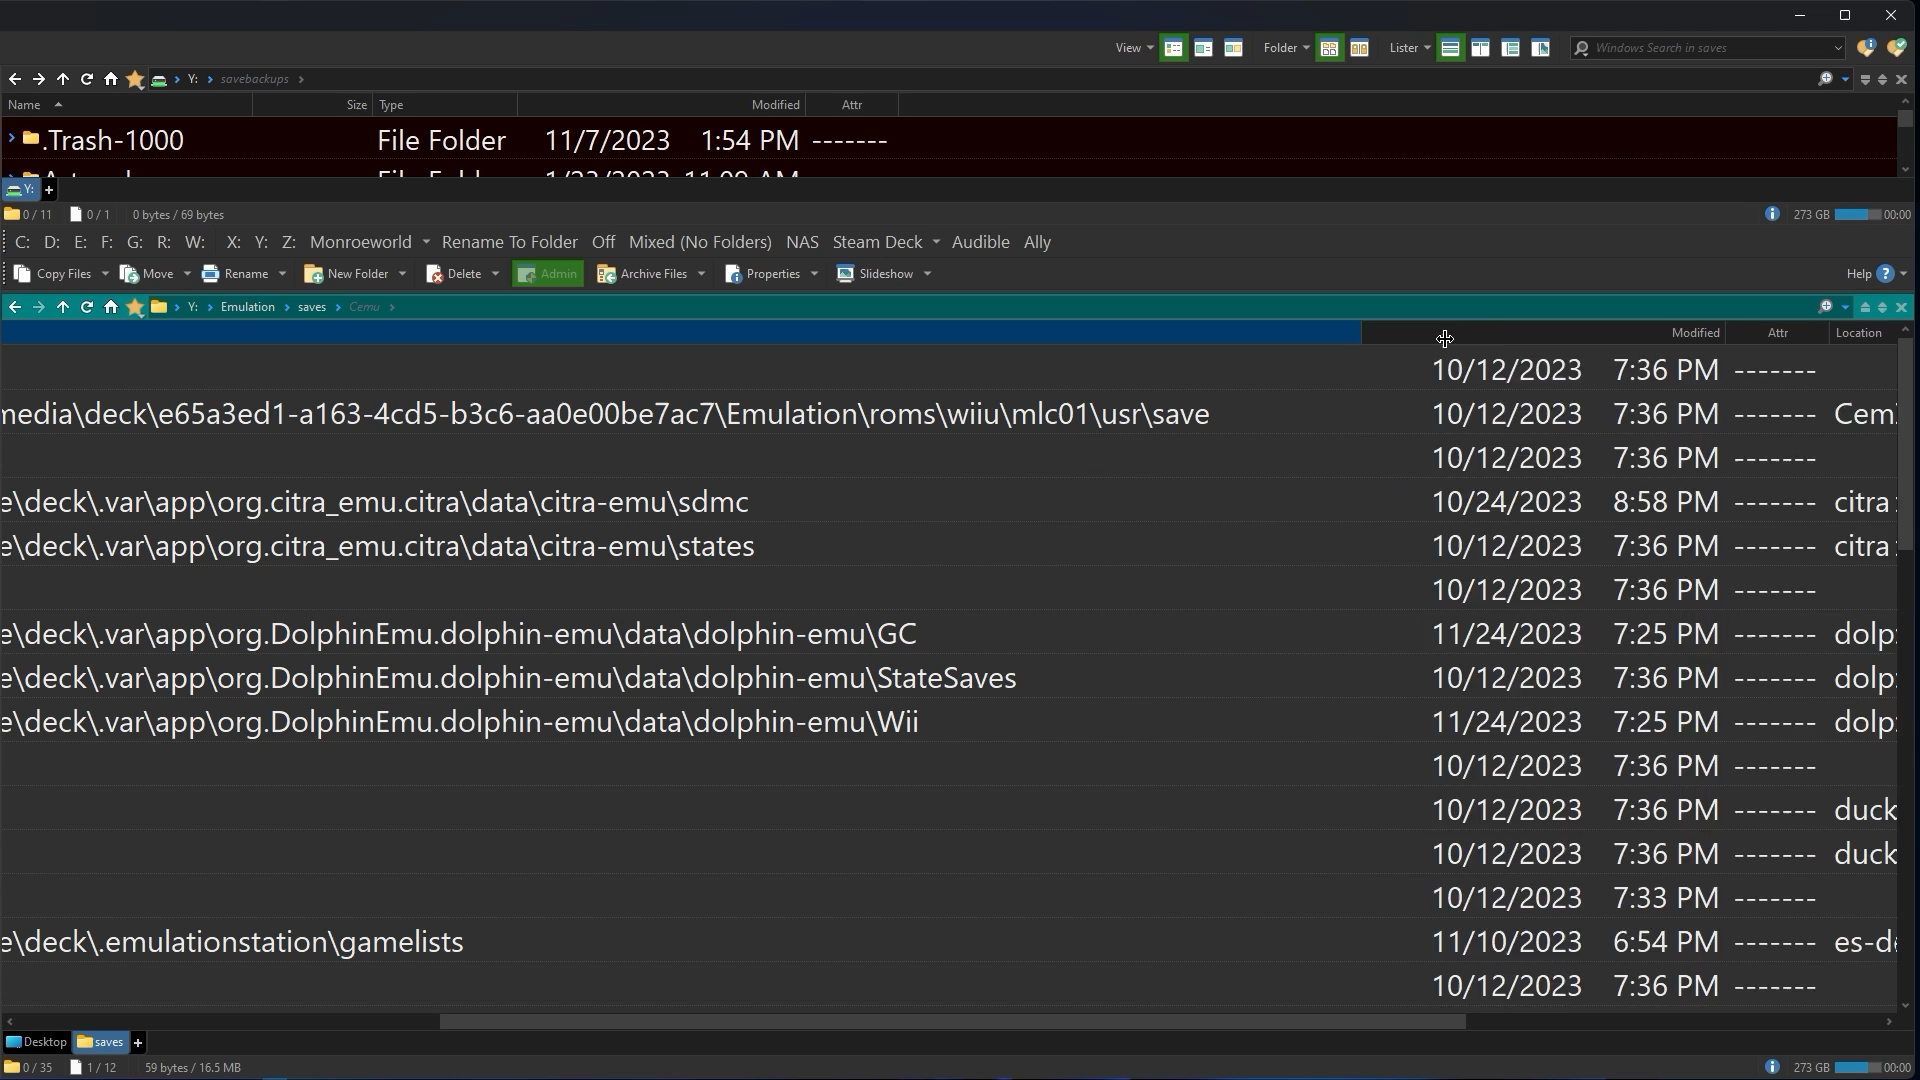 View Folder Lister Windows Search in saves
Y: savebackups
Name Size Type Modified Attr
.Trash-1000 File Folder 11/7/2023 1:54 PM -------
Y: +
0 / 11 0 / 1 0 bytes / 69 bytes 273 GB 00:00
C: D: E: F: G: R: W: X: Y: Z: Monroeworld Rename To Folder Off Mixed (No Folders) NAS Steam Deck Audible Ally
Copy Files Move Rename New Folder Delete Admin Archive Files Properties Slideshow Help
Y: Emulation saves Cemu
Modified Attr Location
10/12/2023 7:36 PM -------
media\deck\e65a3ed1-a163-4cd5-b3c6-aa0e00be7ac7\Emulation\roms\wiiu\mlc01\usr\save 10/12/2023 7:36 PM ------- Cem
10/12/2023 7:36 PM -------
e\deck\.var\app\org.citra_emu.citra\data\citra-emu\sdmc 10/24/2023 8:58 PM ------- citra
e\deck\.var\app\org.citra_emu.citra\data\citra-emu\states 10/12/2023 7:36 PM ------- citra
10/12/2023 7:36 PM -------
e\deck\.var\app\org.DolphinEmu.dolphin-emu\data\dolphin-emu\GC 11/24/2023 7:25 PM ------- dolp
e\deck\.var\app\org.DolphinEmu.dolphin-emu\data\dolphin-emu\StateSaves 10/12/2023 7:36 PM ------- dolp
e\deck\.var\app\org.DolphinEmu.dolphin-emu\data\dolphin-emu\Wii 11/24/2023 7:25 PM ------- dolp
10/12/2023 7:36 PM -------
10/12/2023 7:36 PM ------- duck
10/12/2023 7:36 PM ------- duck
10/12/2023 7:33 PM -------
e\deck\.emulationstation\gamelists 11/10/2023 6:54 PM ------- es-de
10/12/2023 7:36 PM -------
Desktop saves +
0 / 35 1 / 12 59 bytes / 16.5 MB 273 GB 00:00